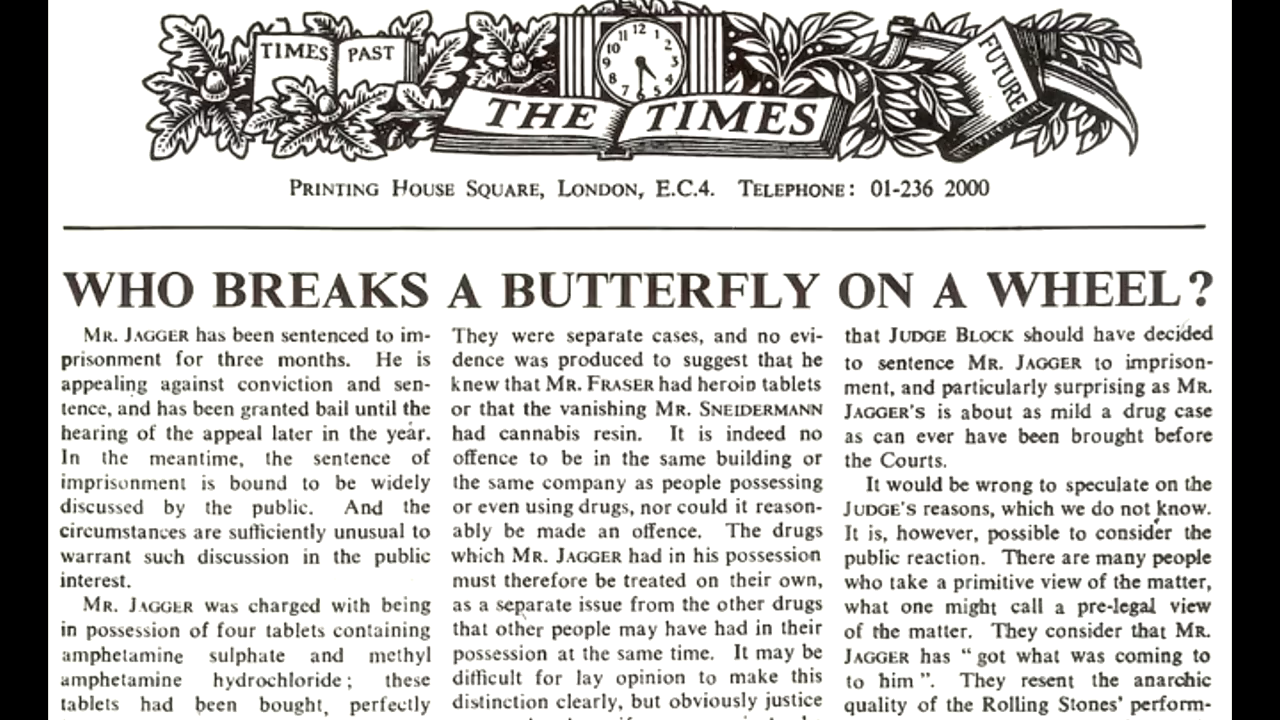 TIMES PAST
THE TIMES
FUTURE
12
1
2
3
4
5
7
8
9
10
11
PRINTING HOUSE SQUARE, LONDON, E.C.4. TELEPHONE: 01-236 2000
WHO BREAKS A BUTTERFLY ON A WHEEL?
MR. JAGGER has been sentenced to im-
prisonment for three months. He is
appealing against conviction and sen-
tence, and has been granted bail until the
hearing of the appeal later in the year.
In the meantime, the sentence of
imprisonment is bound to be widely
discussed by the public. And the
circumstances are sufficiently unusual to
warrant such discussion in the public
interest.
MR. JAGGER was charged with being
in possession of four tablets containing
amphetamine sulphate and methyl
amphetamine hydrochloride; these
tablets had been bought, perfectly
They were separate cases, and no evi-
dence was produced to suggest that he
knew that MR. FRASER had heroin tablets
or that the vanishing MR. SNEIDERMANN
had cannabis resin. It is indeed no
offence to be in the same building or
the same company as people possessing
or even using drugs, nor could it reason-
ably be made an offence. The drugs
which MR. JAGGER had in his possession
must therefore be treated on their own,
as a separate issue from the other drugs
that other people may have had in their
possession at the same time. It may be
difficult for lay opinion to make this
distinction clearly, but obviously justice
that JUDGE BLOCK should have decided
to sentence MR. JAGGER to imprison-
ment, and particularly surprising as MR.
JAGGER'S is about as mild a drug case
as can ever have been brought before
the Courts.
It would be wrong to speculate on the
JUDGE'S reasons, which we do not know.
It is, however, possible to consider the
public reaction. There are many people
who take a primitive view of the matter,
what one might call a pre-legal view
of the matter. They consider that MR.
JAGGER has " got what was coming to
to him ". They resent the anarchic
quality of the Rolling Stones' perform-